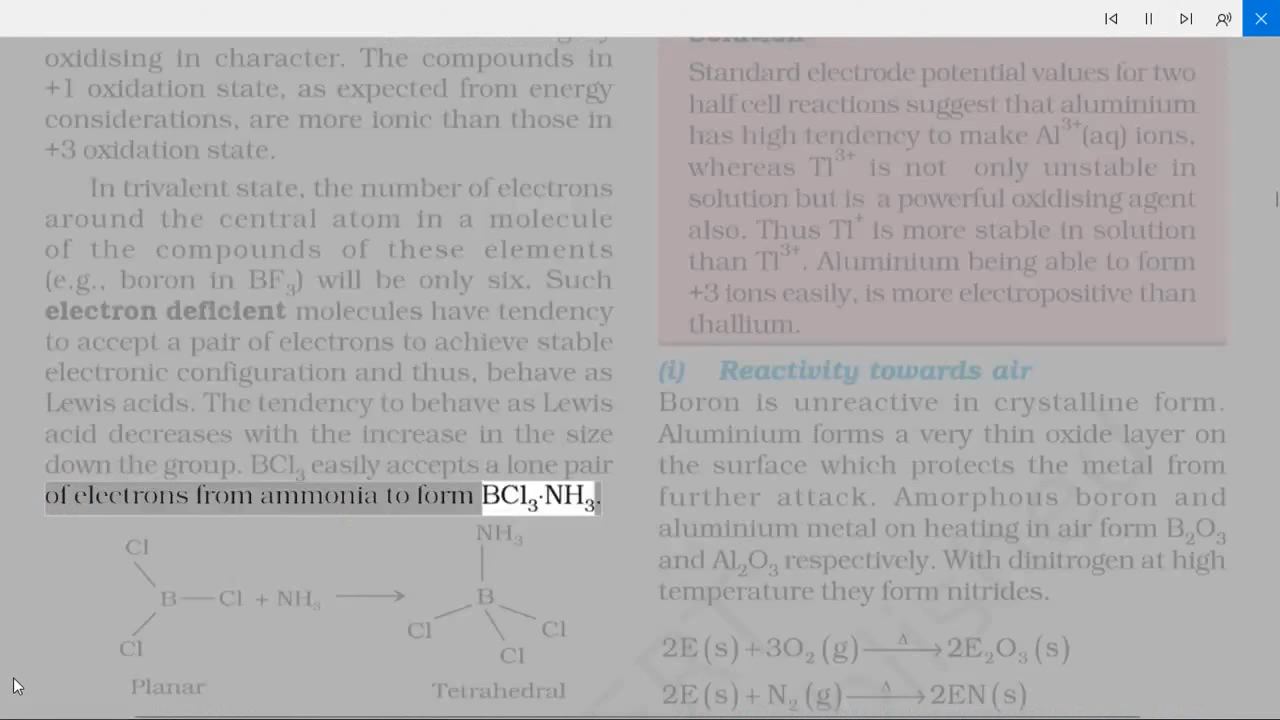 oxidising in character. The compounds in
+1 oxidation state, as expected from energy
considerations, are more ionic than those in
+3 oxidation state.
In trivalent state, the number of electrons
around the central atom in a molecule
of the compounds of these elements
(e.g., boron in BF₃) will be only six. Such
electron deficient molecules have tendency
to accept a pair of electrons to achieve stable
electronic configuration and thus, behave as
Lewis acids. The tendency to behave as Lewis
acid decreases with the increase in the size
down the group. BCl₃ easily accepts a lone pair
of electrons from ammonia to form BCl₃·NH₃.
Cl
B — Cl + NH₃ ⟶
Cl
Planar
NH₃
B
Cl Cl
Cl
Tetrahedral
Solution
Standard electrode potential values for two
half cell reactions suggest that aluminium
has high tendency to make Al³⁺(aq) ions,
whereas Tl³⁺ is not only unstable in
solution but is a powerful oxidising agent
also. Thus Tl⁺ is more stable in solution
than Tl³⁺. Aluminium being able to form
+3 ions easily, is more electropositive than
thallium.
(i) Reactivity towards air
Boron is unreactive in crystalline form.
Aluminium forms a very thin oxide layer on
the surface which protects the metal from
further attack. Amorphous boron and
aluminium metal on heating in air form B₂O₃
and Al₂O₃ respectively. With dinitrogen at high
temperature they form nitrides.
2E(s)+3O₂(g) —Δ→ 2E₂O₃(s)
2E(s)+N₂(g) —Δ→ 2EN(s)